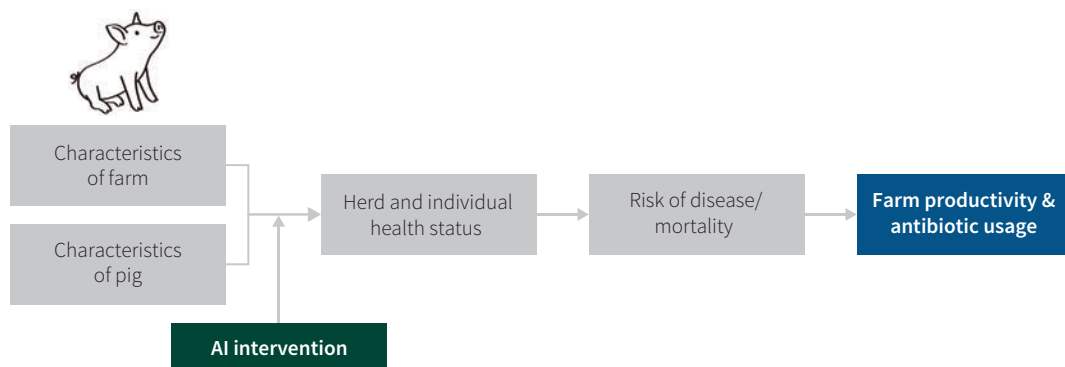 Characteristics
of farm
Characteristics
of pig
AI intervention
Herd and individual
health status
Risk of disease/
mortality
Farm productivity &
antibiotic usage